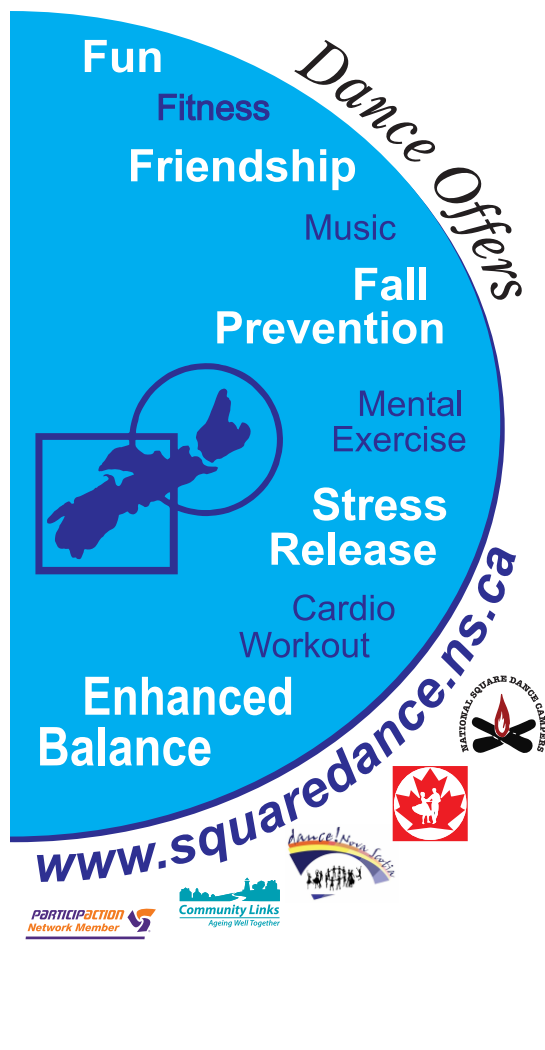 Dance Offers
Fun
Fitness
Friendship
Music
Fall
Prevention
Mental
Exercise
Stress
Release
Cardio
Workout
Enhanced
Balance
www.squaredance.ns.ca
NATIONAL SQUARE DANCE CAMPERS
dance! Nova Scotia
Community Links
Ageing Well Together
PARTICIPACTION
Network Member